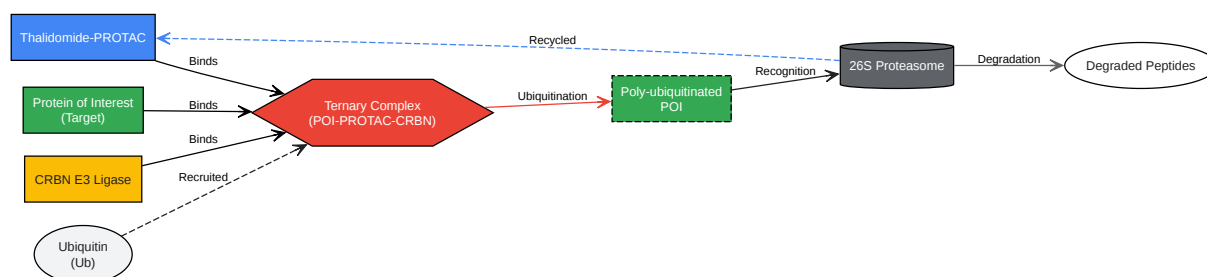 Thalidomide-PROTAC
Recycled
Binds
Protein of Interest
(Target)
Binds
CRBN E3 Ligase
Binds
Recruited
Ubiquitin
(Ub)
Ternary Complex
(POI-PROTAC-CRBN)
Ubiquitination
Poly-ubiquitinated
POI
Recognition
26S Proteasome
Degradation
Degraded Peptides